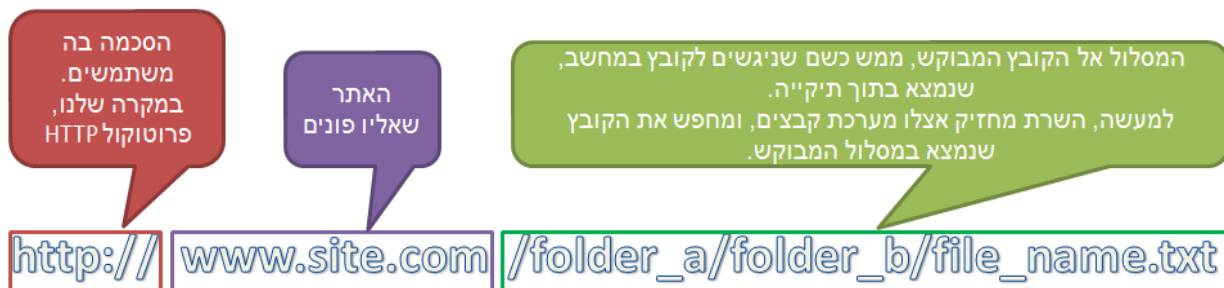 הסכמה בה
משתמשים.
במקרה שלנו,
פרוטוקול HTTP
האתר
שאליו פונים
המסלול אל הקובץ המבוקש, ממש כשם שניגשים לקובץ במחשב,
שנמצא בתוך תיקייה.
למעשה, השרת מחזיק אצלו מערכת קבצים, ומחפש את הקובץ
שנמצא במסלול המבוקש.
http:// www.site.com /folder_a/folder_b/file_name.txt